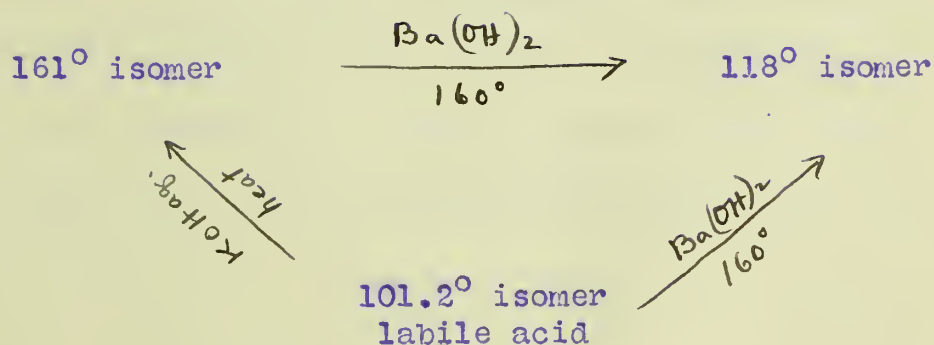 Ba(OH)2
161° isomer
118° isomer
160°
KOH aq.
heat
Ba(OH)2
160°
101.2° isomer
labile acid